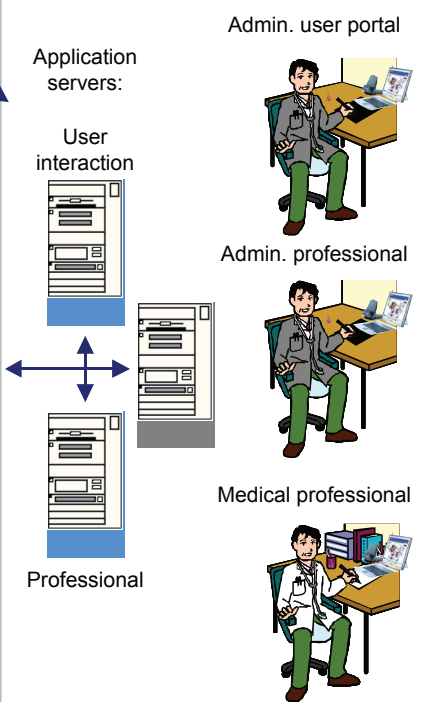 Admin. user portal
Application
servers:
User
interaction
Admin. professional
Medical professional
Professional